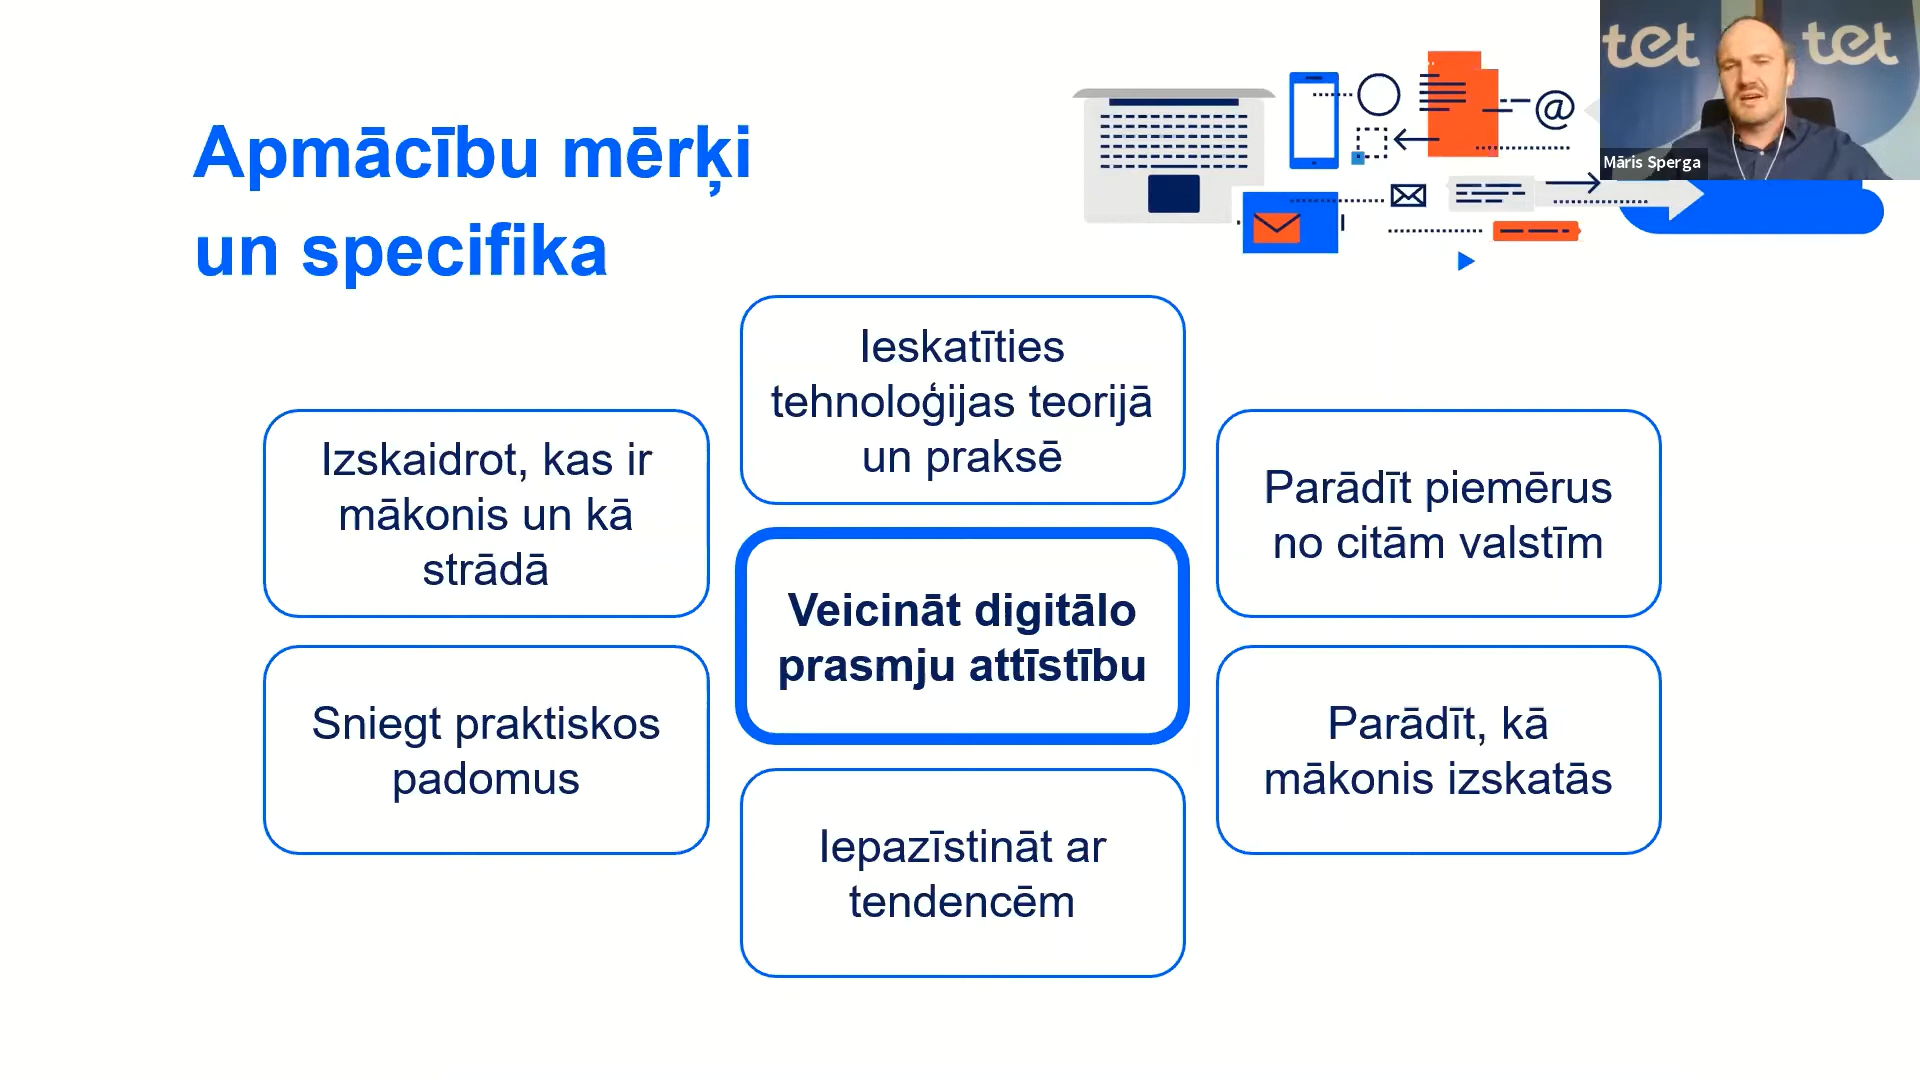 tet
tet
Māris Sperga
Apmācību mērķi
un specifika
Ieskatīties
tehnoloģijas teorijā
un praksē
Izskaidrot, kas ir
mākonis un kā
strādā
Parādīt piemērus
no citām valstīm
Veicināt digitālo
prasmju attīstību
Sniegt praktiskos
padomus
Parādīt, kā
mākonis izskatās
Iepazīstināt ar
tendencēm
@